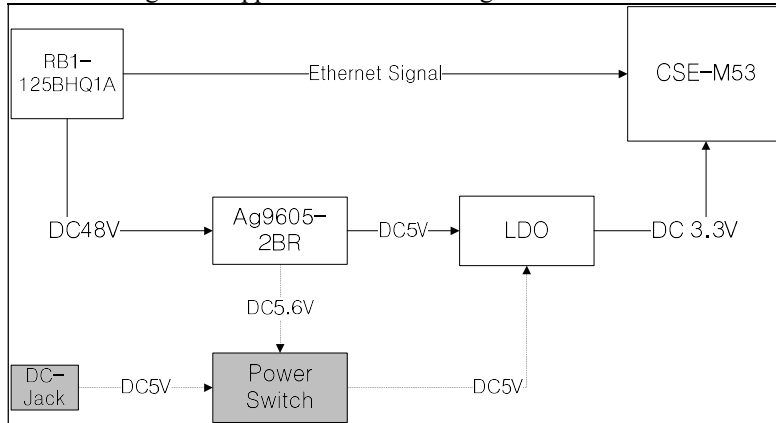 RB1-
125BHQ1A
Ethernet Signal
CSE-M53
DC48V
Ag9605-
2BR
DC5V
LDO
DC 3.3V
DC5.6V
DC-
Jack
DC5V
Power
Switch
DC5V